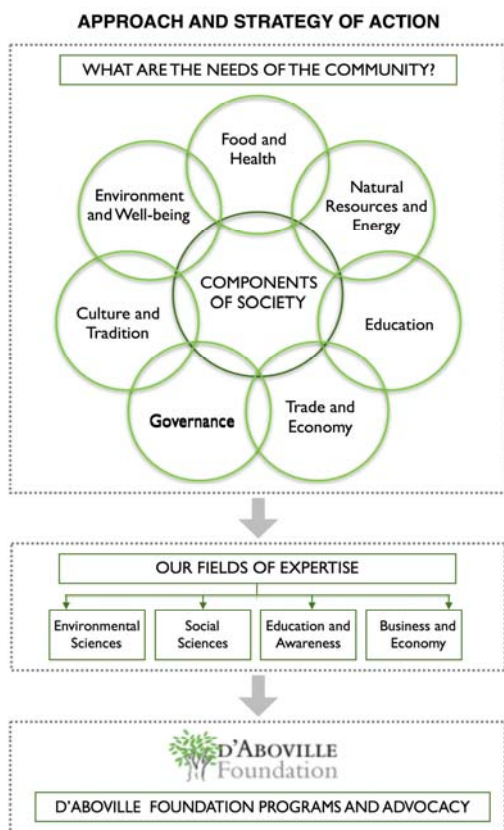 APPROACH AND STRATEGY OF ACTION
WHAT ARE THE NEEDS OF THE COMMUNITY?
Food and
Health
Environment
and Well-being
Natural
Resources and
Energy
COMPONENTS
OF SOCIETY
Culture and
Tradition
Education
Governance
Trade and
Economy
OUR FIELDS OF EXPERTISE
Environmental
Sciences
Social
Sciences
Education and
Awareness
Business and
Economy
D'ABOVILLE
Foundation
D'ABOVILLE FOUNDATION PROGRAMS AND ADVOCACY